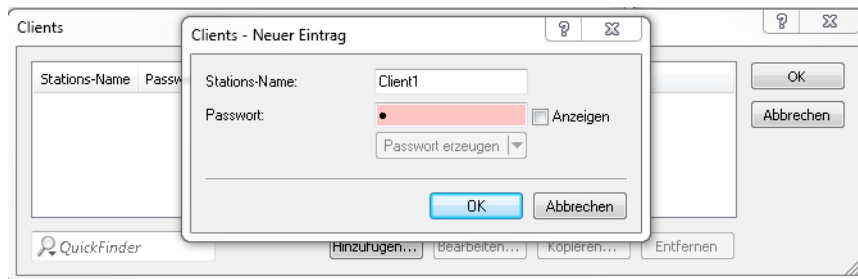 Clients
Clients - Neuer Eintrag
Stations-Name
Stations-Name:
Client1
OK
Passwort:
Anzeigen
Abbrechen
Passwort erzeugen
OK
Abbrechen
QuickFinder
Hinzufügen...
Bearbeiten...
Kopieren...
Entfernen